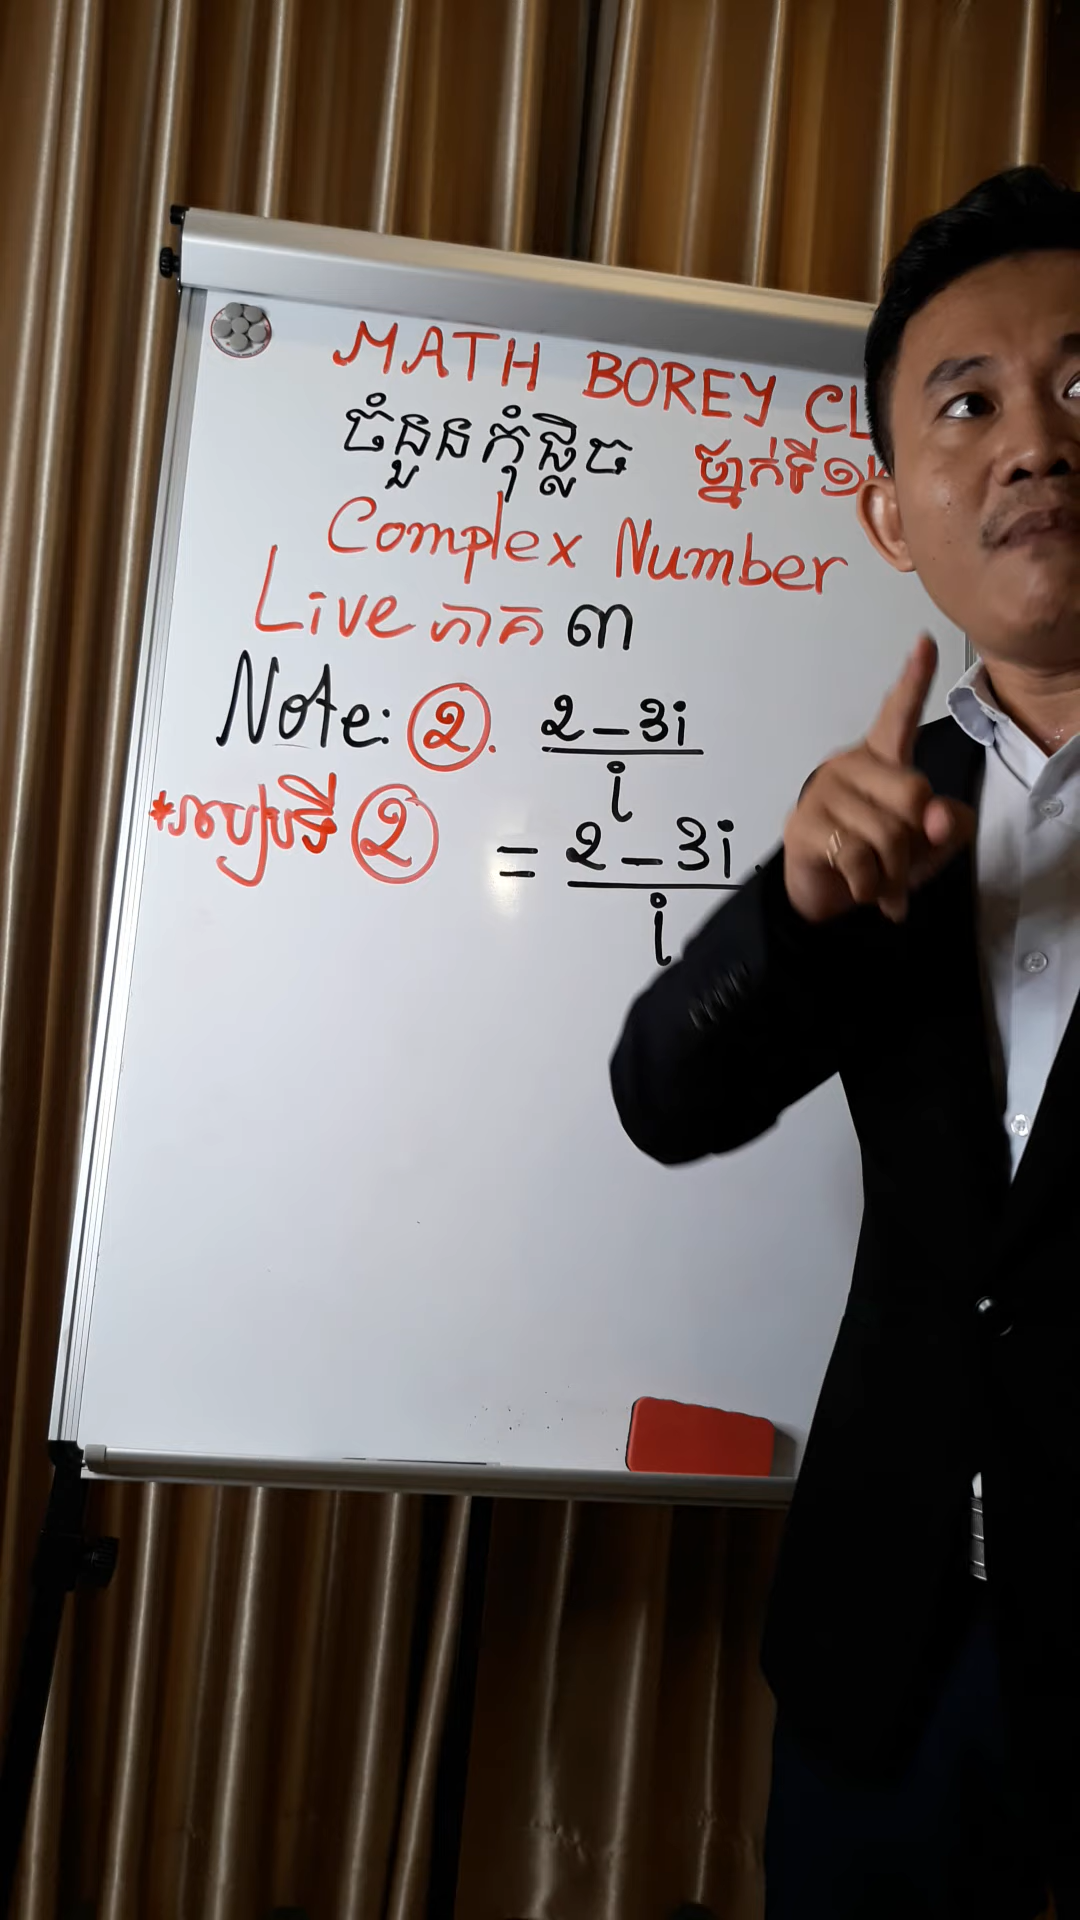 MATH BOREY CL
ចំនួនកុំផ្លិច ថ្នាក់ទី១២
Complex Number
Live ភាគ ៣
Note: ②. 2-3i
i
*របៀបទី ②
= 2-3i
i